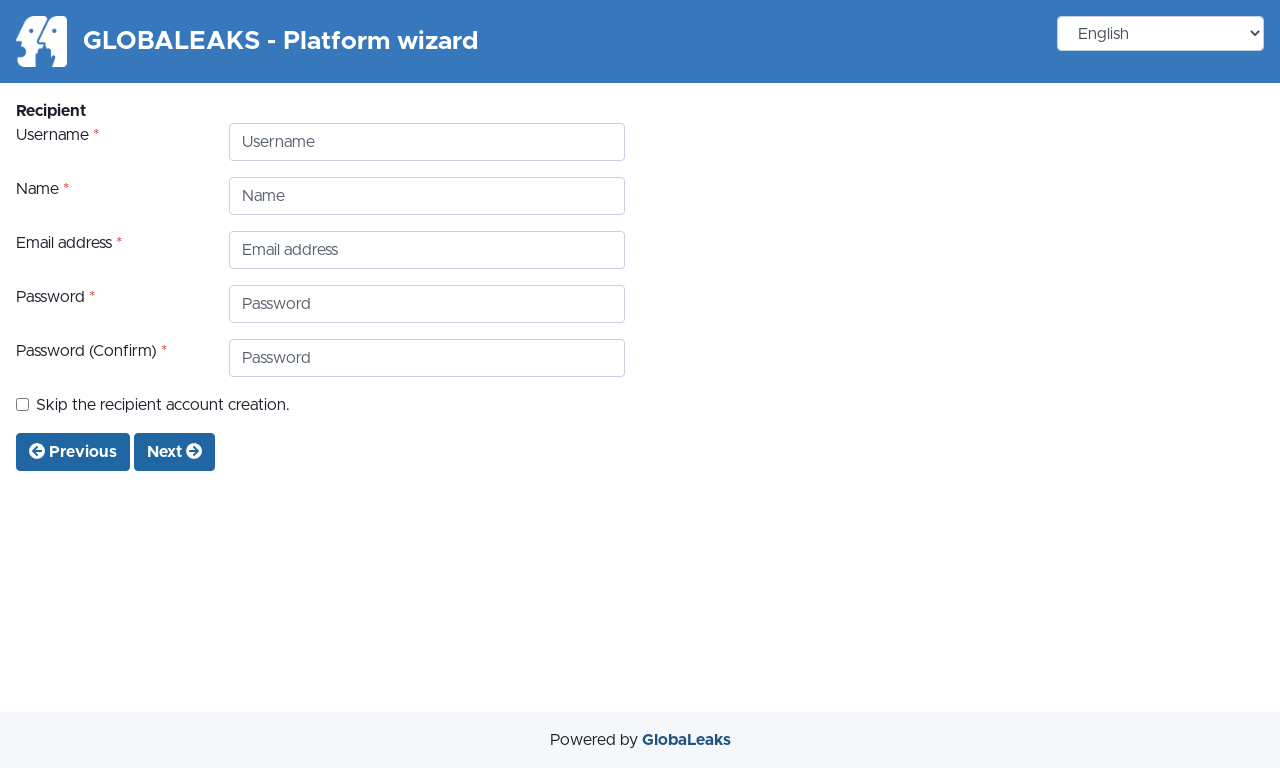 GLOBALEAKS - Platform wizard
English
Recipient
Username *
Username
Name *
Name
Email address *
Email address
Password *
Password
Password (Confirm) *
Password
Skip the recipient account creation.
Previous
Next
Powered by GlobaLeaks